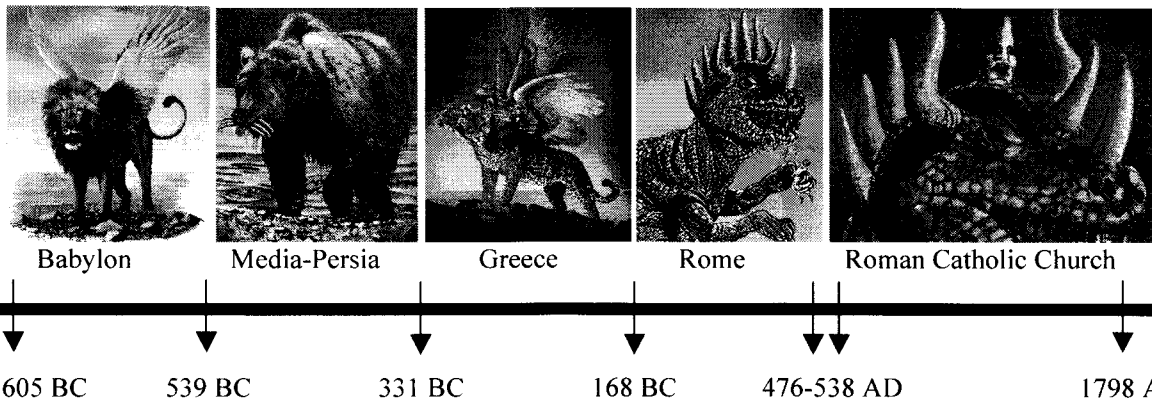 Babylon Media-Persia Greece Rome Roman Catholic Church
605 BC 539 BC 331 BC 168 BC 476-538 AD 1798 A